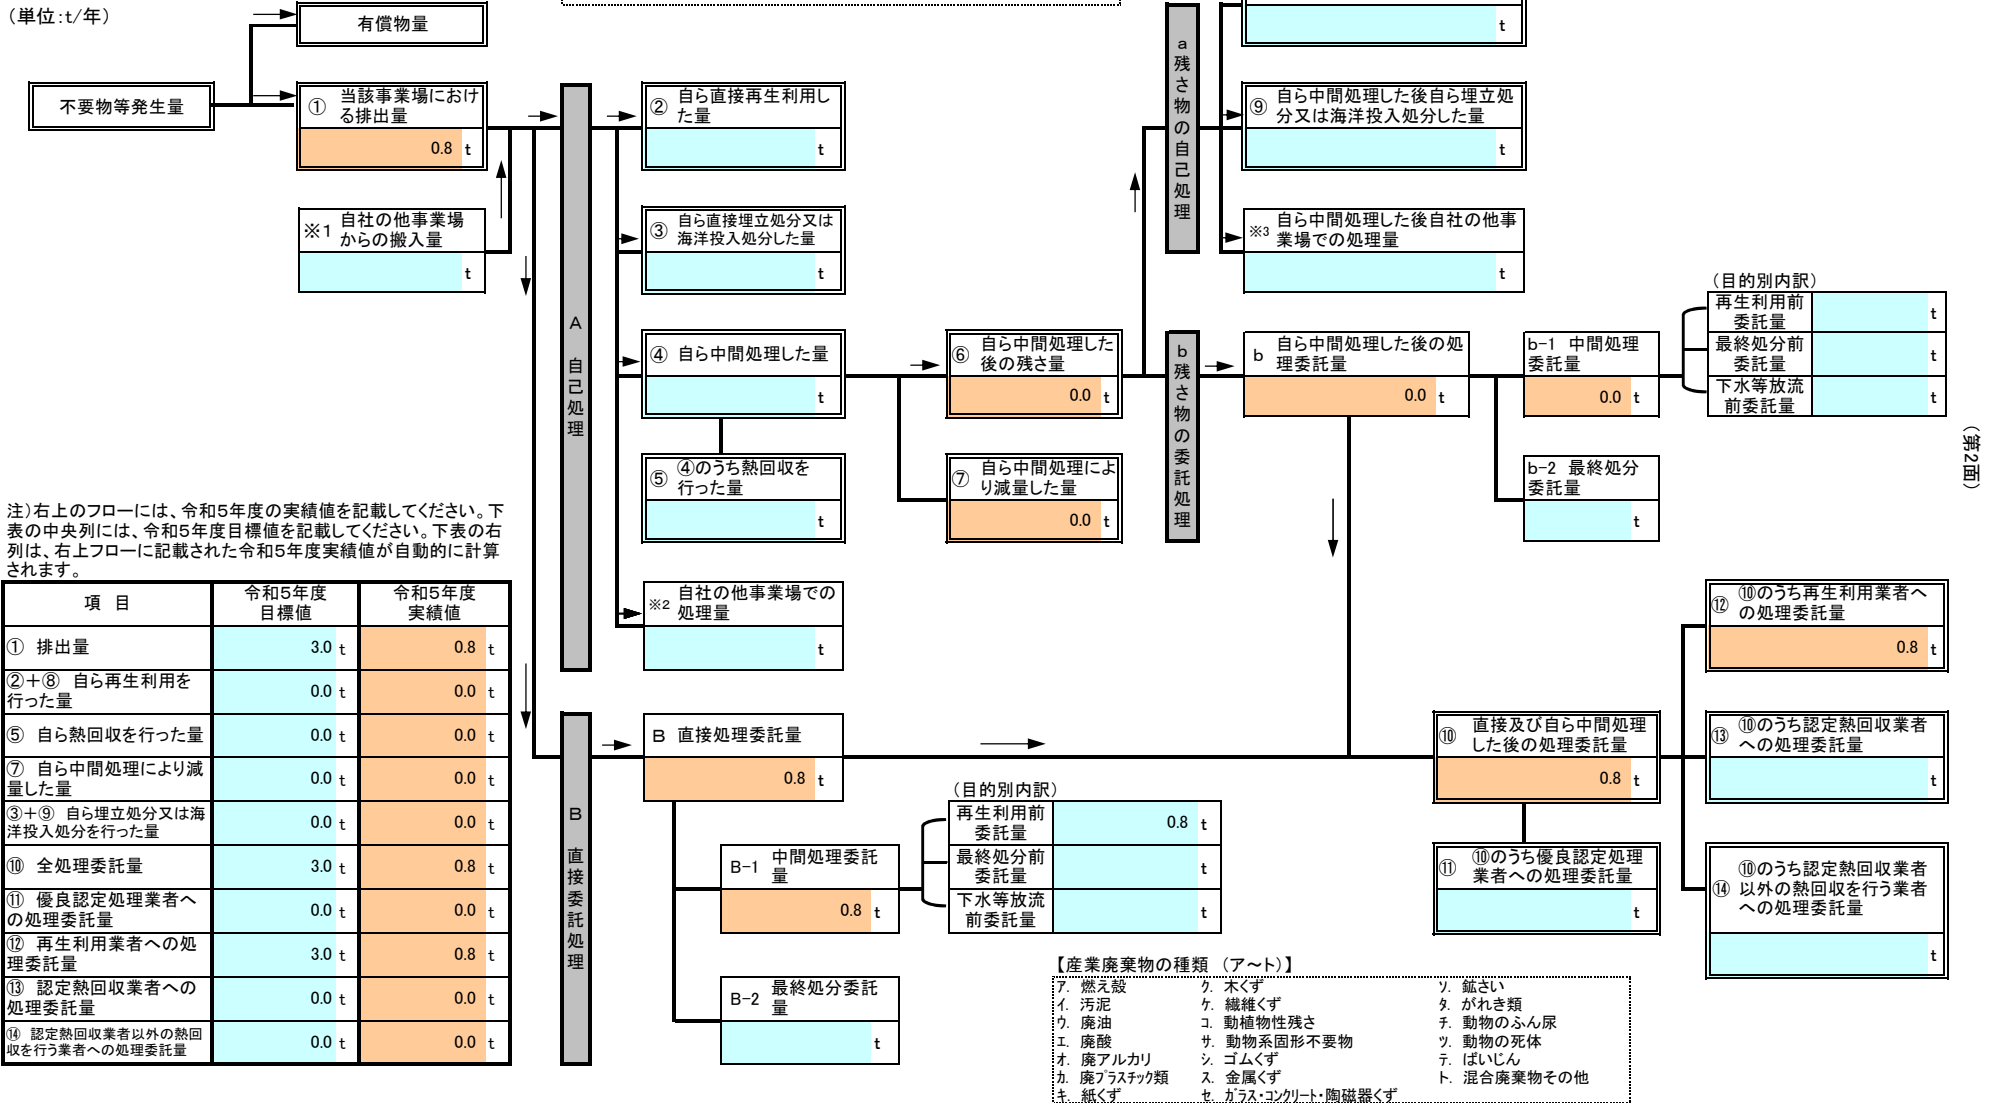 (単位:t/年)
有償物量
不要物等発生量
① 当該事業場におけ
る排出量
0.8 t
※1 自社の他事業場
からの搬入量
t
A 自己処理
② 自ら直接再生利用し
た量
t
③ 自ら直接埋立処分又は
海洋投入処分した量
t
④ 自ら中間処理した量
t
⑤ ④のうち熱回収を
行った量
t
※2 自社の他事業場での
処理量
t
⑥ 自ら中間処理した
後の残さ量
0.0 t
⑦ 自ら中間処理によ
り減量した量
0.0 t
a残さ物の自己処理
t
⑨ 自ら中間処理した後自ら埋立処
分又は海洋投入処分した量
t
※3 自ら中間処理した後自社の他事
業場での処理量
t
b残さ物の委託処理
b 自ら中間処理した後の処
理委託量
0.0 t
b-1 中間処理
委託量
0.0 t
b-2 最終処分
委託量
t
(目的別内訳)
再生利用前
委託量
t
最終処分前
委託量
t
下水等放流
前委託量
t
(第2面)
注)右上のフローには、令和5年度の実績値を記載してください。下
表の中央列には、令和5年度目標値を記載してください。下表の右
列は、右上フローに記載された令和5年度実績値が自動的に計算
されます。
項 目 令和5年度 目標値 令和5年度 実績値
① 排出量 3.0 t 0.8 t
②+⑧ 自ら再生利用を
行った量 0.0 t 0.0 t
⑤ 自ら熱回収を行った量 0.0 t 0.0 t
⑦ 自ら中間処理により減
量した量 0.0 t 0.0 t
③+⑨ 自ら埋立処分又は海
洋投入処分を行った量 0.0 t 0.0 t
⑩ 全処理委託量 3.0 t 0.8 t
⑪ 優良認定処理業者へ
の処理委託量 0.0 t 0.0 t
⑫ 再生利用業者への処
理委託量 3.0 t 0.8 t
⑬ 認定熱回収業者への
処理委託量 0.0 t 0.0 t
⑭ 認定熱回収業者以外の熱回
収を行う業者への処理委託量 0.0 t 0.0 t
B 直接委託処理
B 直接処理委託量
0.8 t
B-1 中間処理委託
量
0.8 t
B-2 最終処分委託
量
t
(目的別内訳)
再生利用前
委託量
0.8 t
最終処分前
委託量
t
下水等放流
前委託量
t
⑩ 直接及び自ら中間処理
した後の処理委託量
0.8 t
⑪ ⑩のうち優良認定処理
業者への処理委託量
t
⑫ ⑩のうち再生利用業者へ
の処理委託量
0.8 t
⑬ ⑩のうち認定熱回収業者
への処理委託量
t
⑭ ⑩のうち認定熱回収業者
以外の熱回収を行う業者
への処理委託量
t
【産業廃棄物の種類 (ア~ト)】
ア. 燃え殻 ク. 木くず ソ. 鉱さい
イ. 汚泥 ケ. 繊維くず タ. がれき類
ウ. 廃油 コ. 動植物性残さ チ. 動物のふん尿
エ. 廃酸 サ. 動物系固形不要物 ツ. 動物の死体
オ. 廃アルカリ シ. ゴムくず テ. ばいじん
カ. 廃プラスチック類 ス. 金属くず ト. 混合廃棄物その他
キ. 紙くず セ. ガラス・コンクリート・陶磁器くず